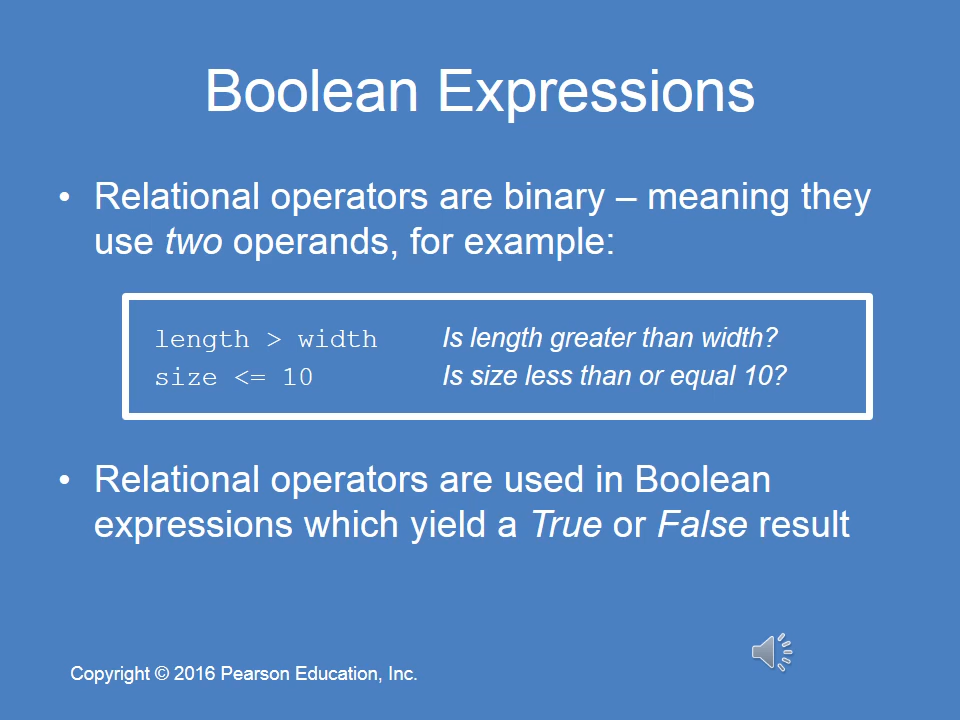 Boolean Expressions
• Relational operators are binary – meaning they
use two operands, for example:
length > width Is length greater than width?
size <= 10 Is size less than or equal 10?
• Relational operators are used in Boolean
expressions which yield a True or False result
Copyright © 2016 Pearson Education, Inc.